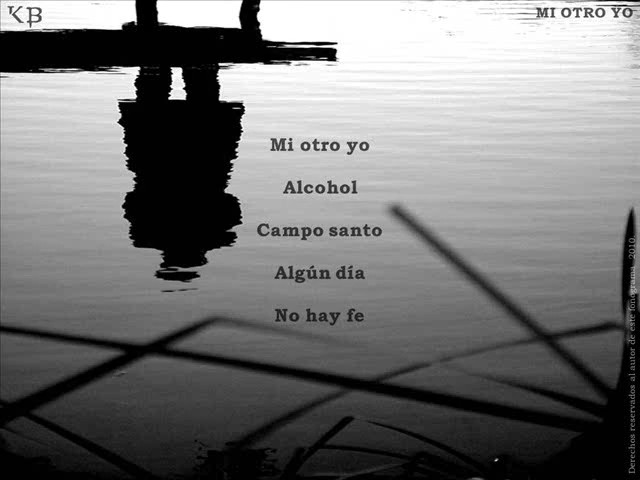 KB
MI OTRO YO
Mi otro yo
Alcohol
Campo santo
Algún día
No hay fe
Derechos reservados al autor de este fonograma. 2010